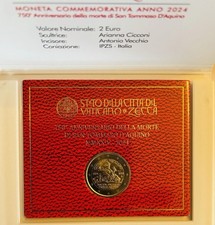 MONETA COMMEMORATIVA ANNO 2024
750° Anniversario della morte di San Tommaso D'Aquino
Valore Nominale: 2 Euro
Scultrice: Arianna Cicconi
Incisore: Antonio Vecchio
Coniazione: IPZS - Italia
STATO DELLA CITTÀ DEL
VATICANO ZECCA
750° ANNIVERSARIO DELLA MORTE
DI SAN TOMMASO D'AQUINO
2024